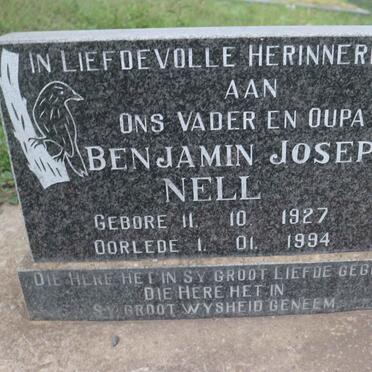 IN LIEFDEVOLLE HERINNER
AAN
ONS VADER EN OUPA
BENJAMIN JOSEP
NELL
GEBORE 11. 10 1927
OORLEDE 1. 01. 1994
DIE HERE HET IN SY GROOT LIEFDE GEG
DIE HERE HET IN
SY GROOT WYSHEID GENEEM.